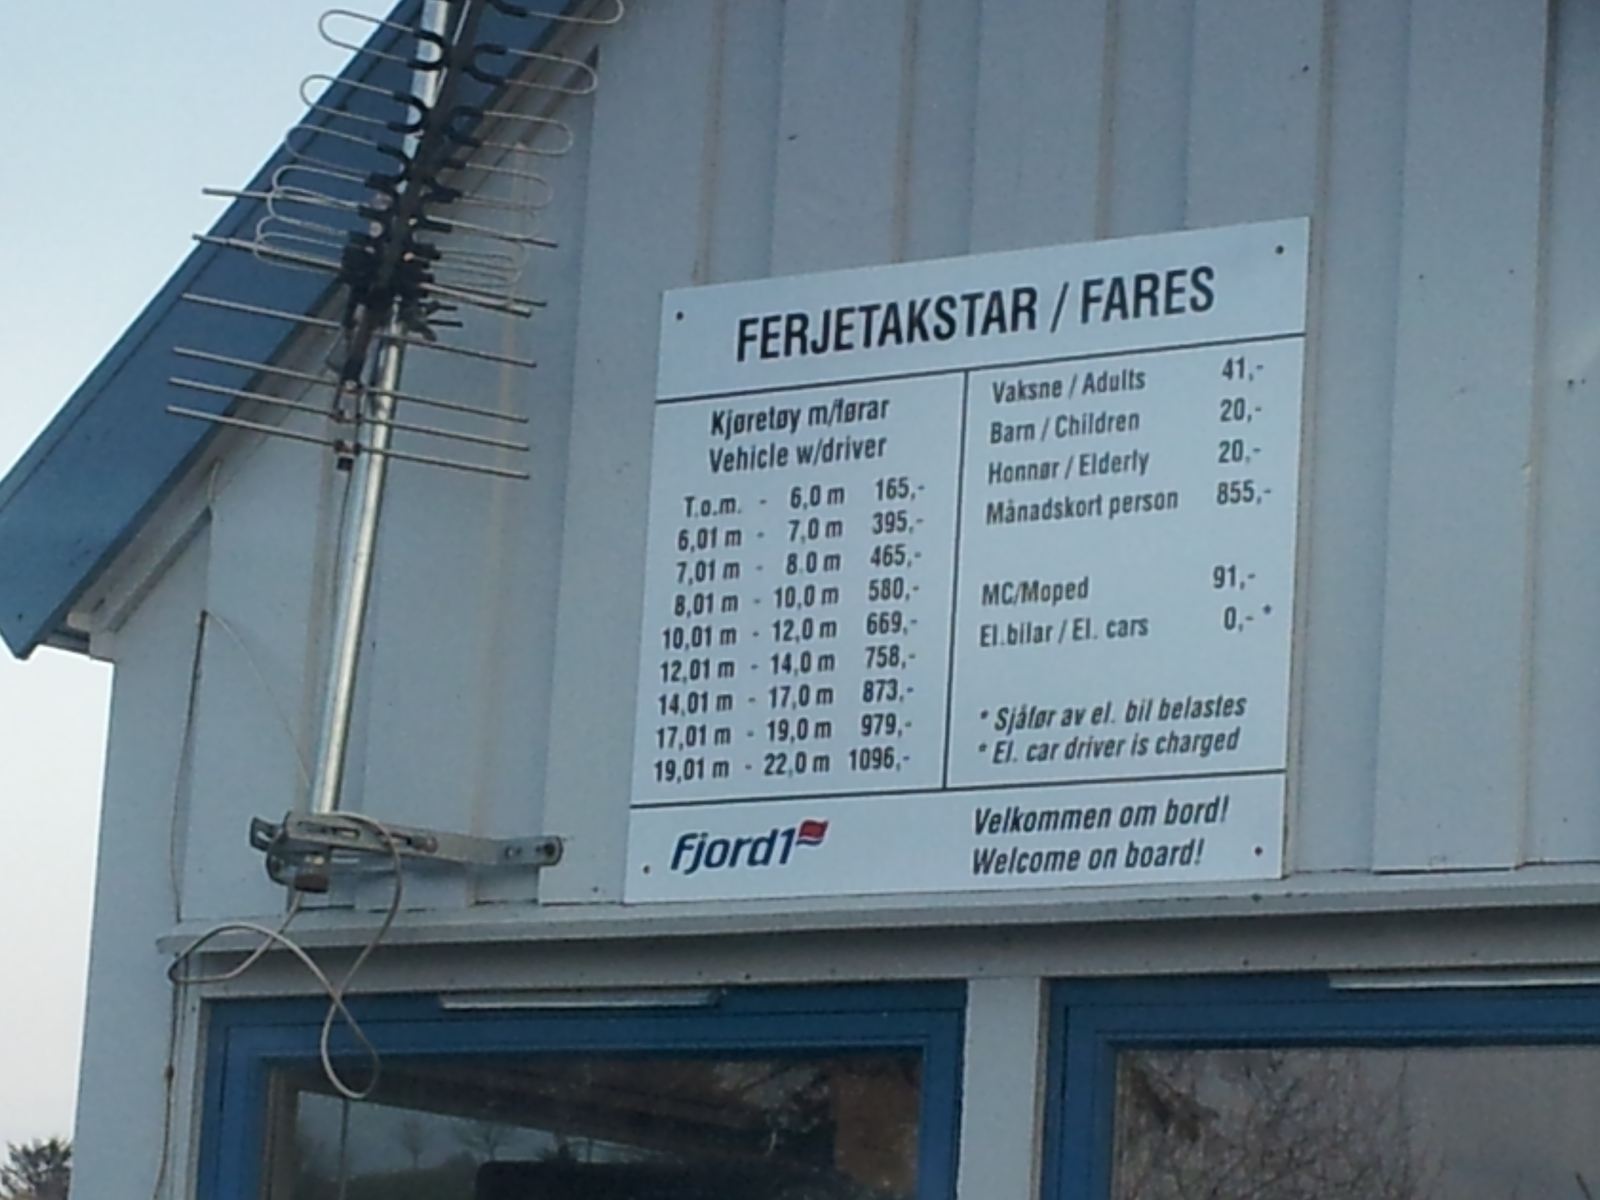 FERJETAKSTAR / FARES
Kjøretøy m/førar
Vehicle w/driver
T.o.m. - 6,0 m 165,-
6,01 m - 7,0 m 395,-
7,01 m - 8.0 m 465,-
8,01 m - 10,0 m 580,-
10,01 m - 12,0 m 669,-
12,01 m - 14,0 m 758,-
14,01 m - 17,0 m 873,-
17,01 m - 19,0 m 979,-
19,01 m - 22,0 m 1096,-
Vaksne / Adults 41,-
Barn / Children 20,-
Honnør / Elderly 20,-
Månadskort person 855,-
MC/Moped 91,-
El.bilar / El. cars 0,- *
* Sjåfør av el. bil belastes
* El. car driver is charged
Fjord1
Velkommen om bord!
Welcome on board!